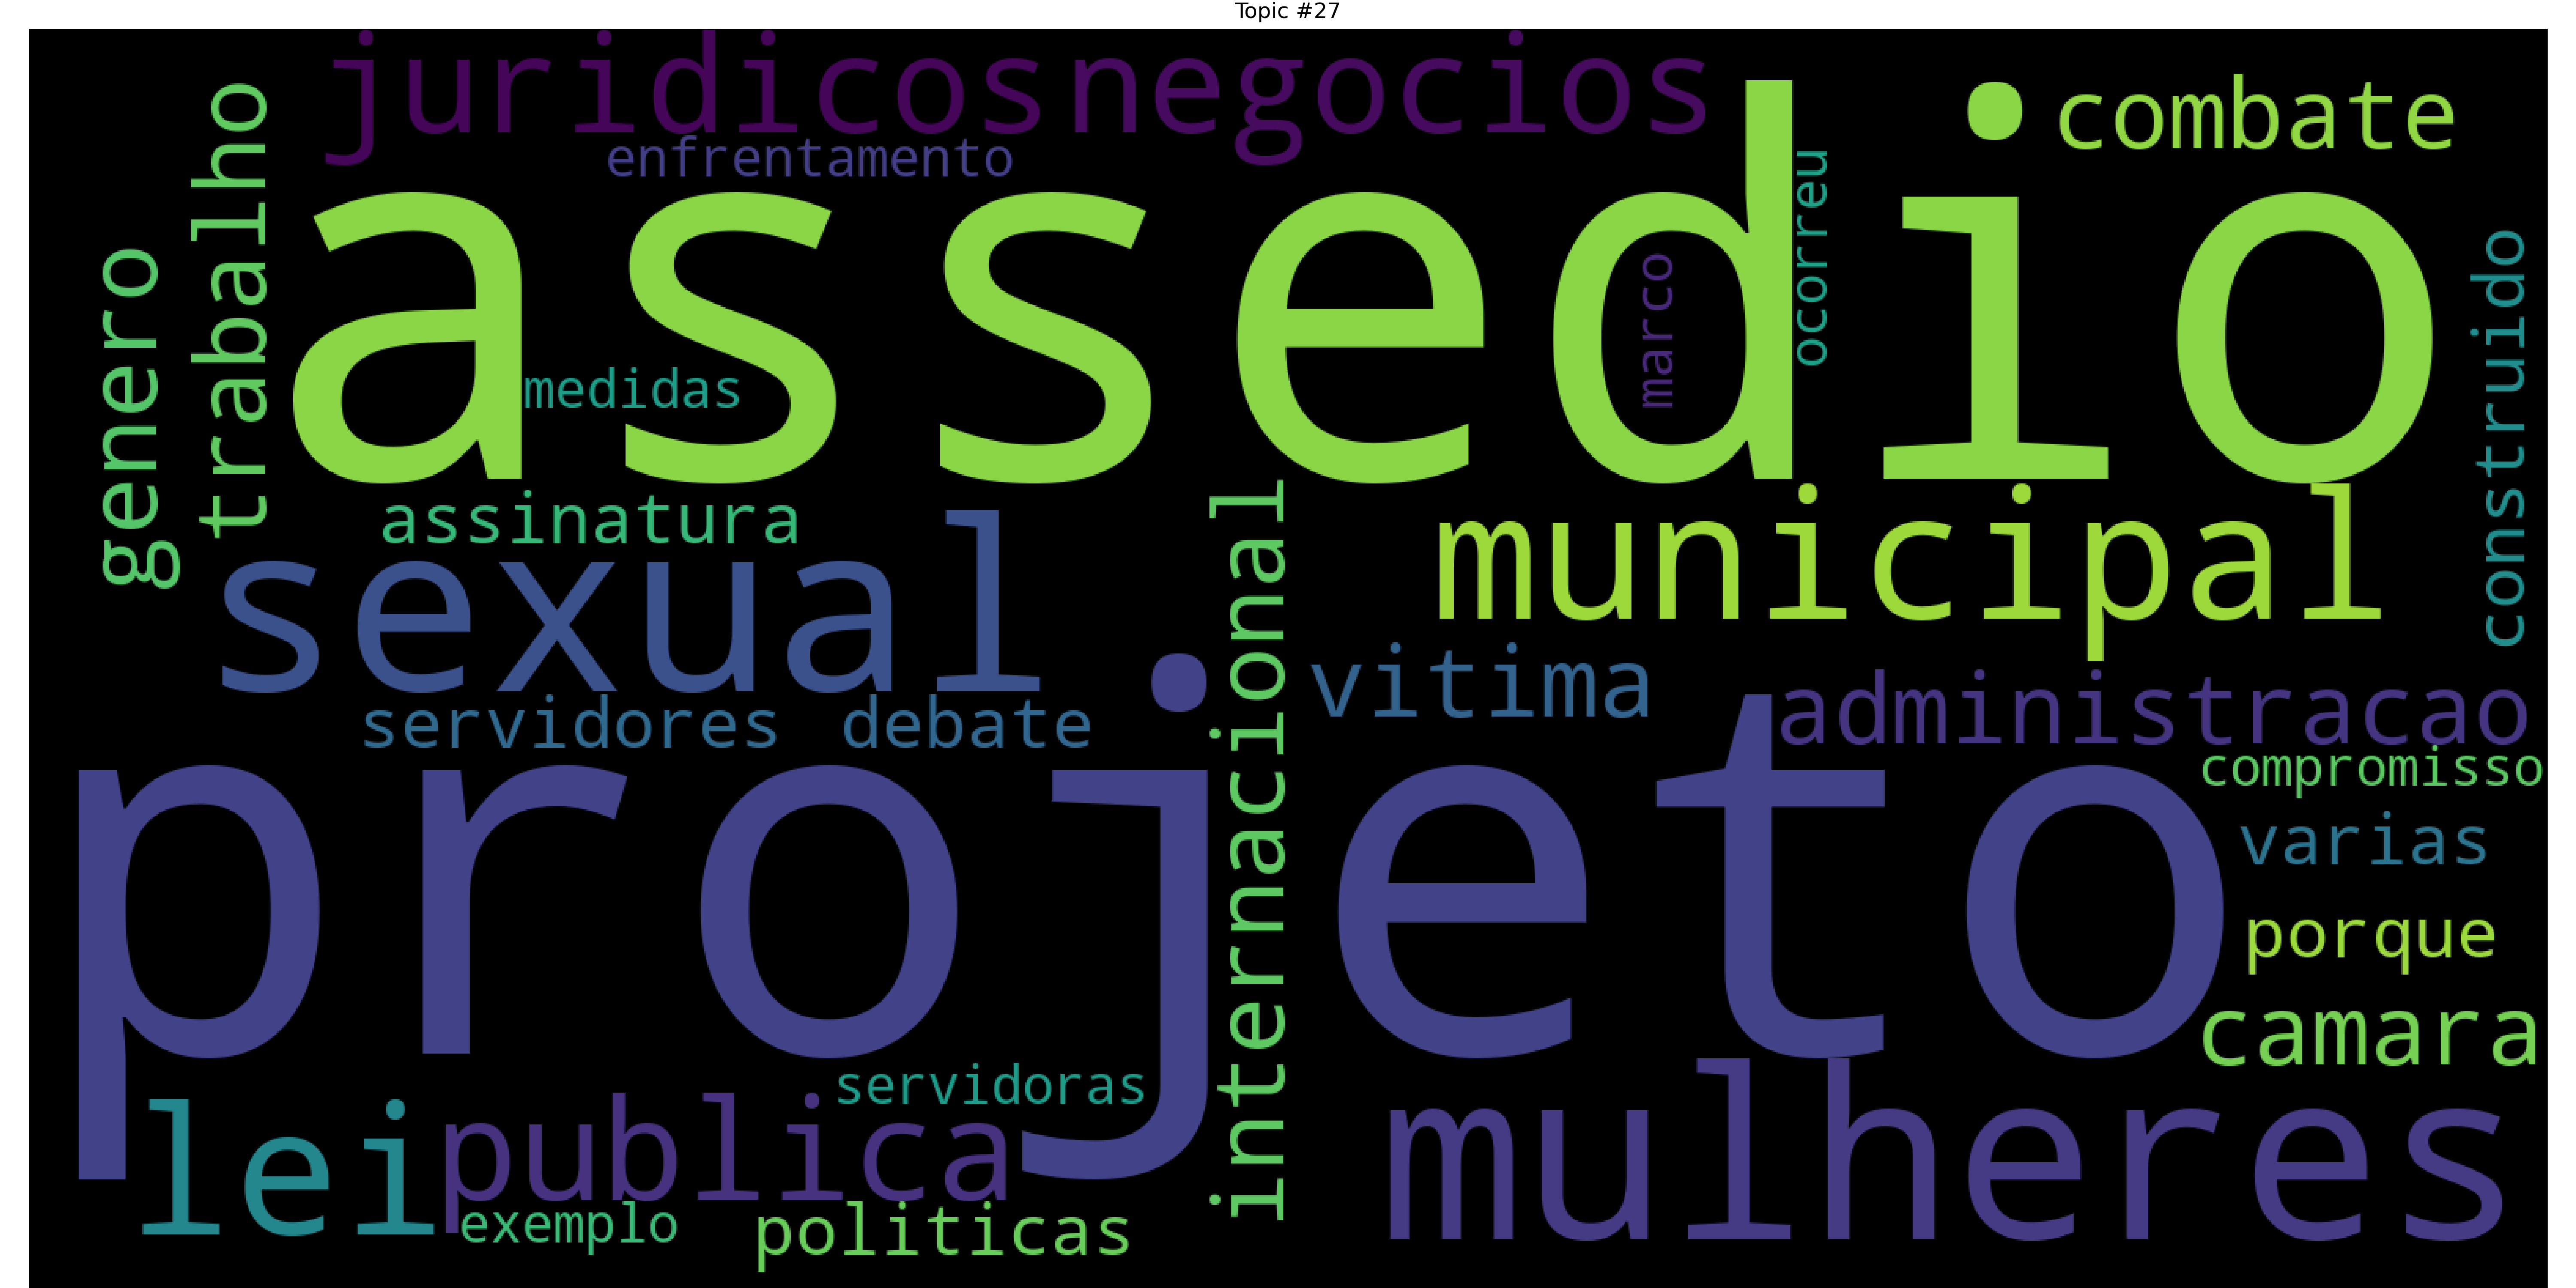 Topic #27
juridicos
negocios
combate
enfrentamento
trabalho
genero
assedio
ocorreu
marco
construido
medidas
assinatura
municipal
sexual
internacional
vitima
administracao
servidores
debate
compromisso
projeto
varias
porque
camara
servidoras
mulheres
lei
publica
exemplo
politicas